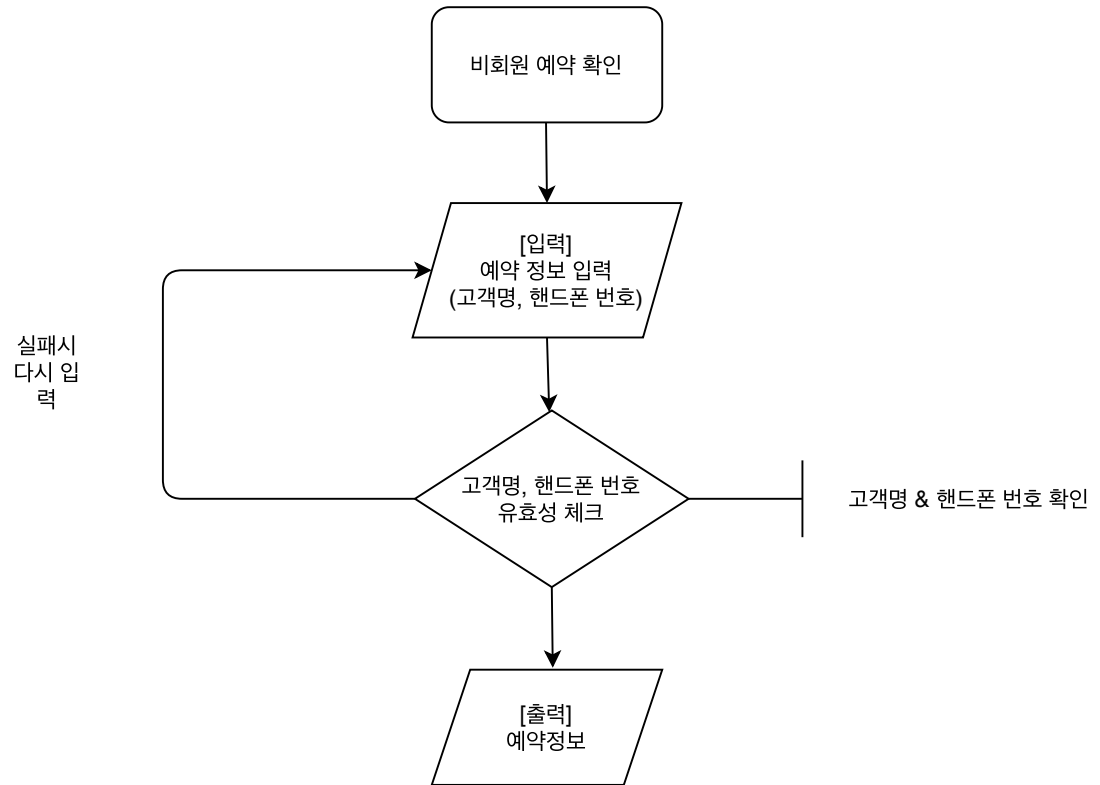 비회원 예약 확인
[입력]
예약 정보 입력
(고객명, 핸드폰 번호)
실패시
다시 입
력
고객명, 핸드폰 번호
유효성 체크
고객명 & 핸드폰 번호 확인
[출력]
예약정보